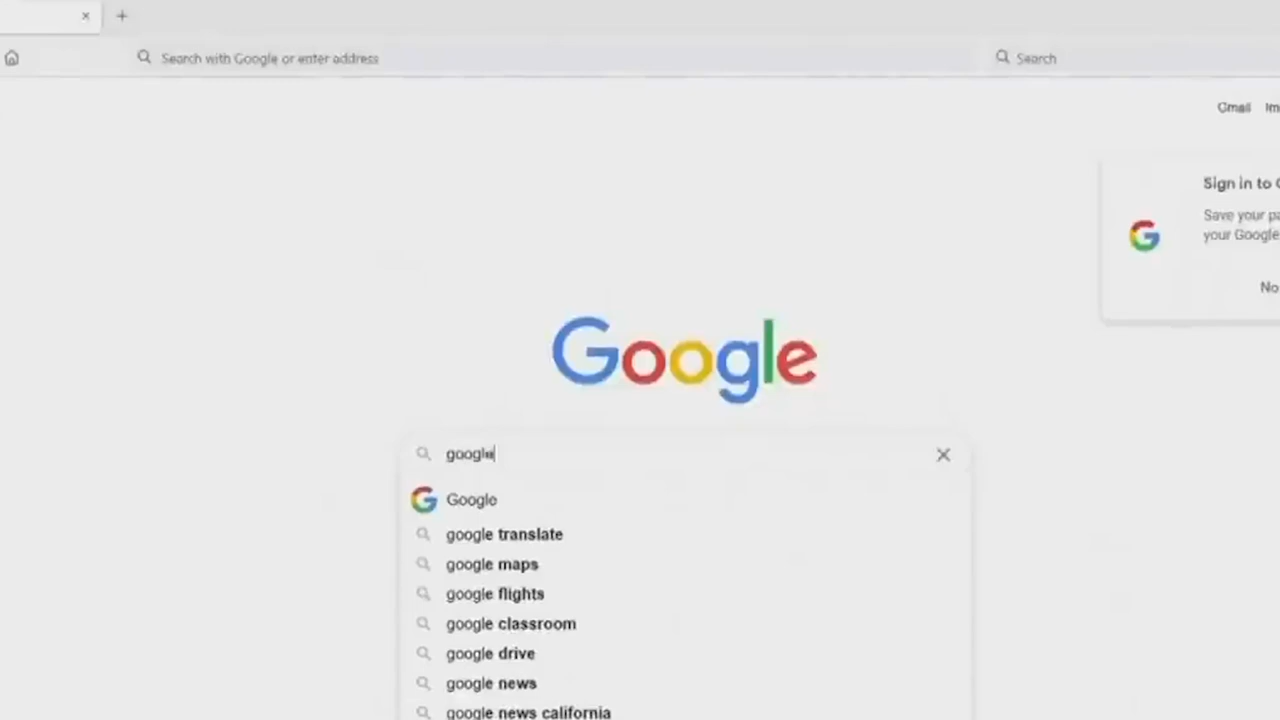 Search with Google or enter address
Search
Gmail
Sign in to
Save your
your Google
No
Google
google
Google
google translate
google maps
google flights
google classroom
google drive
google news
google news california